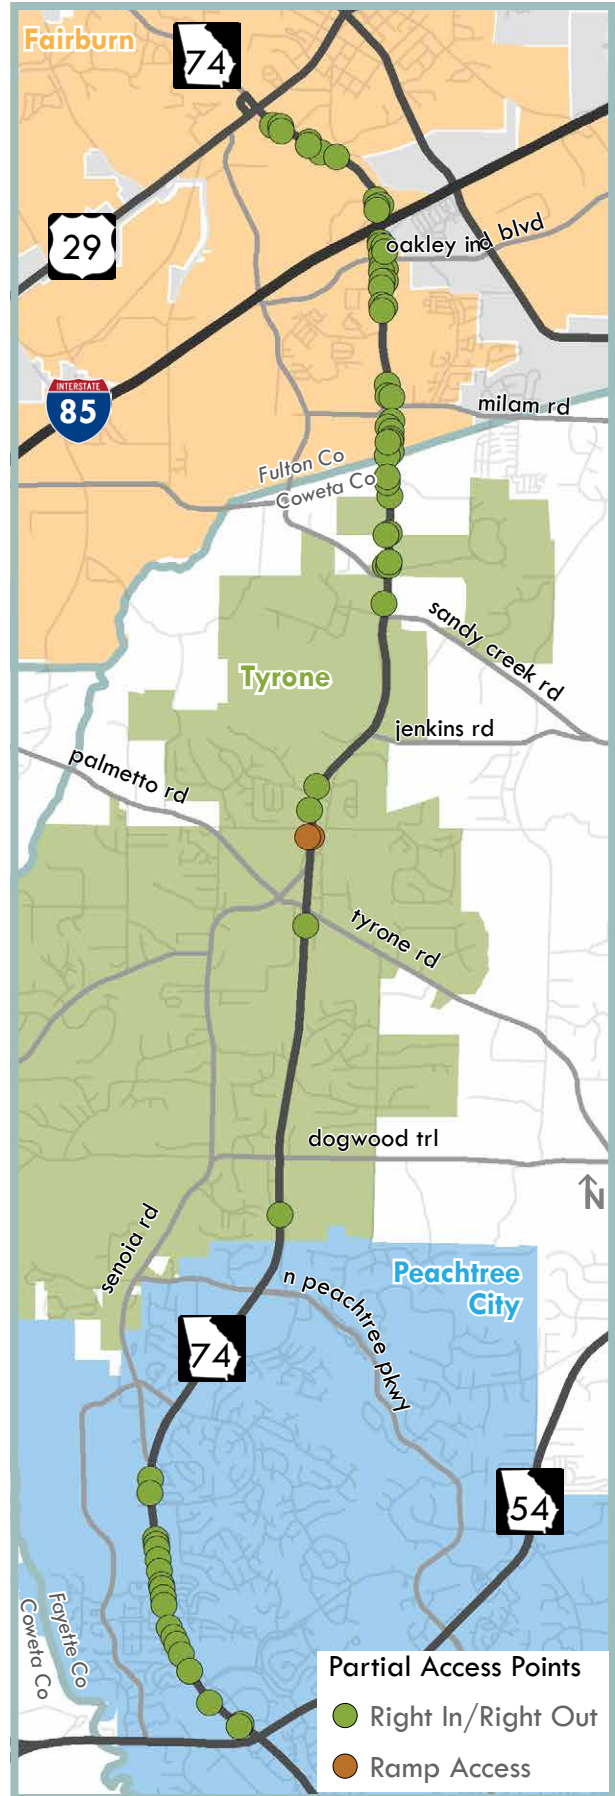 Fairburn
74
29
oakley ind blvd
INTERSTATE
85
milam rd
Fulton Co
Coweta Co
sandy creek rd
Tyrone
jenkins rd
palmetto rd
tyrone rd
dogwood trl
N
senoia rd
Peachtree
City
n peachtree pkwy
74
54
Fayette Co
Coweta Co
Partial Access Points
Right In/Right Out
Ramp Access